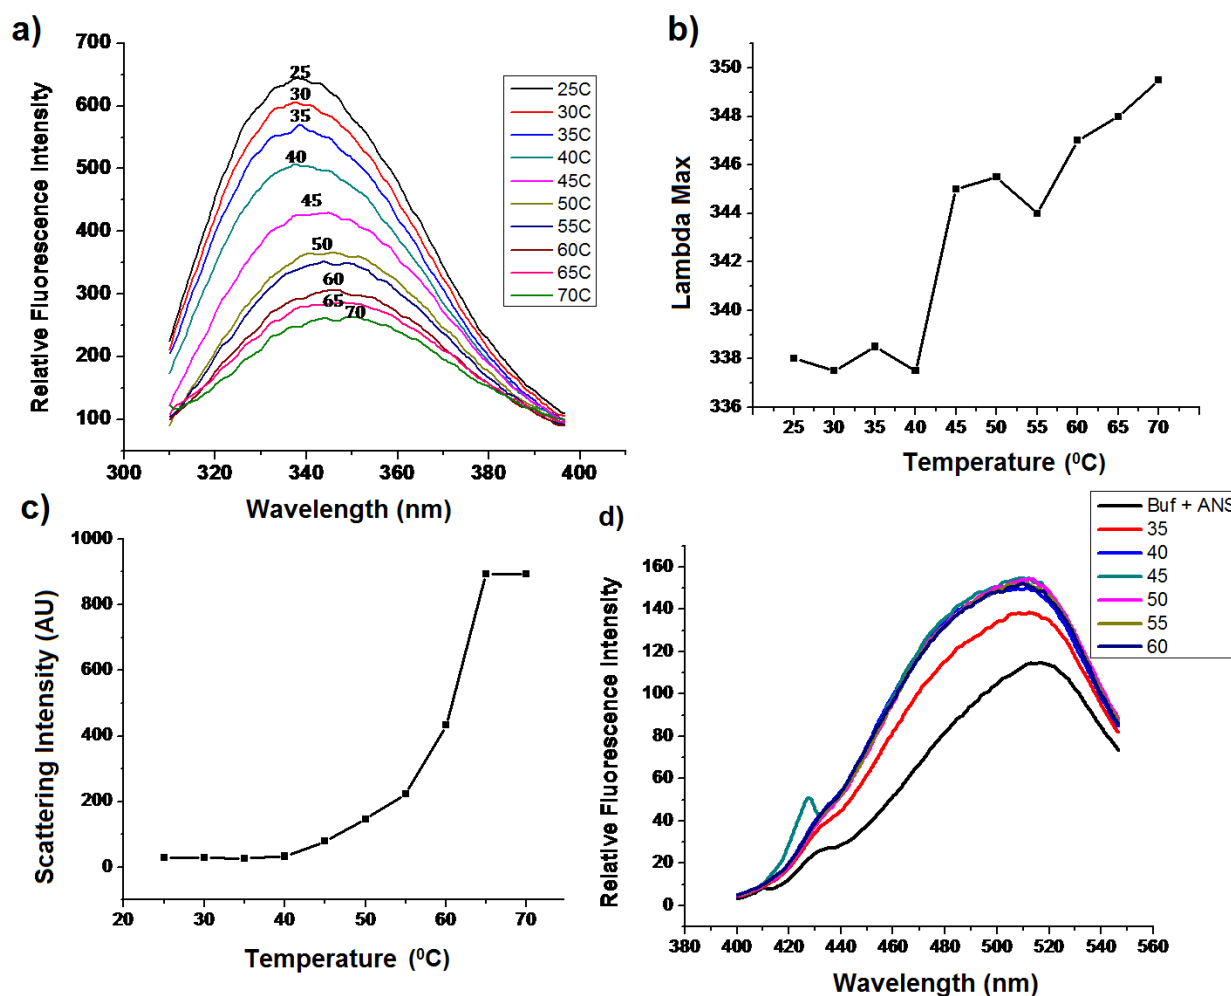 a)
Relative Fluorescence Intensity
700
600
500
400
300
200
100
25
30
35
40
45
50
60
65
70
300 320 340 360 380 400
Wavelength (nm)
25C
30C
35C
40C
45C
50C
55C
60C
65C
70C
b)
Lambda Max
350
348
346
344
342
340
338
336
25 30 35 40 45 50 55 60 65 70
Temperature (⁰C)
c)
Scattering Intensity (AU)
1000
800
600
400
200
0
20 30 40 50 60 70
Temperature (⁰C)
d)
Relative Fluorescence Intensity
160
140
120
100
80
60
40
20
0
380 400 420 440 460 480 500 520 540 560
Wavelength (nm)
Buf + ANS
35
40
45
50
55
60